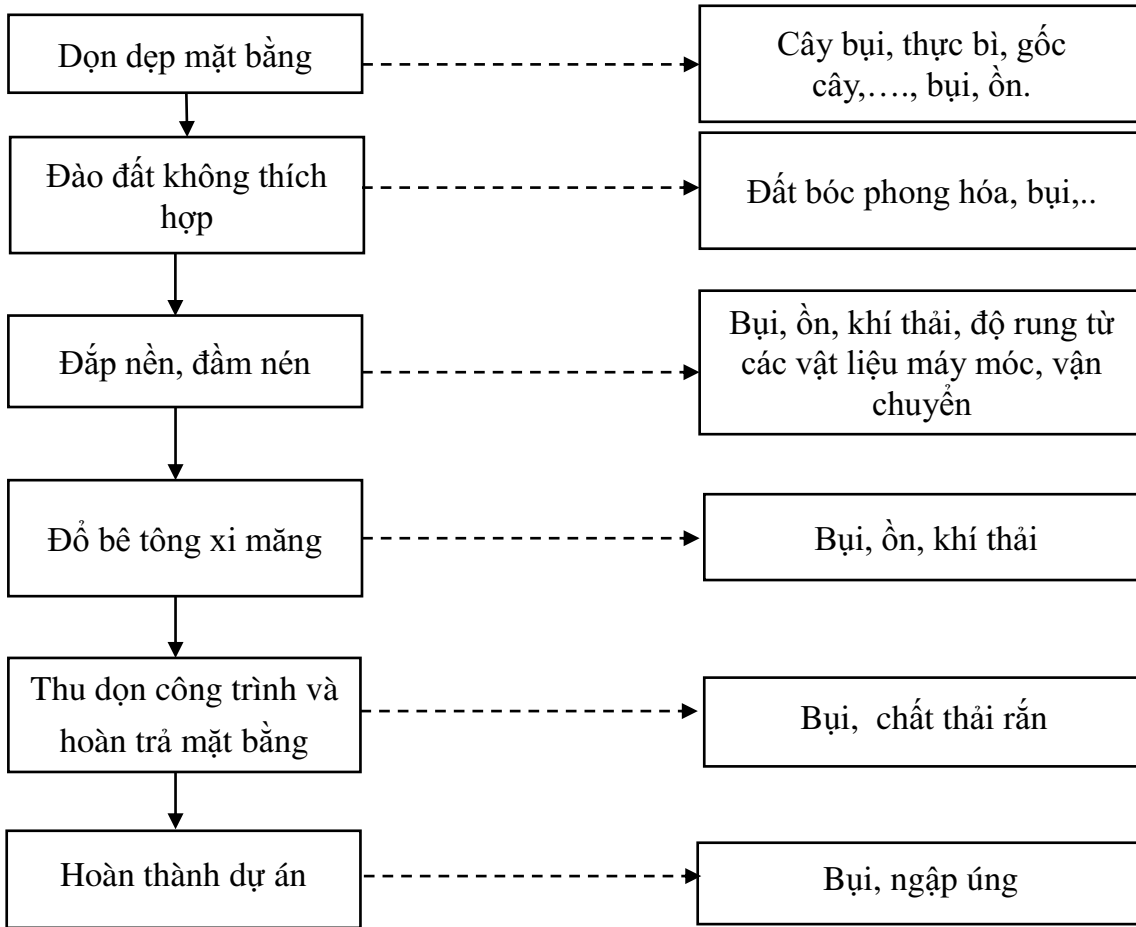 Dọn dẹp mặt bằng
Cây bụi, thực bì, gốc
cây,…., bụi, ồn.
Đào đất không thích
hợp
Đất bóc phong hóa, bụi,..
Đắp nền, đầm nén
Bụi, ồn, khí thải, độ rung từ
các vật liệu máy móc, vận
chuyển
Đổ bê tông xi măng
Bụi, ồn, khí thải
Thu dọn công trình và
hoàn trả mặt bằng
Bụi, chất thải rắn
Hoàn thành dự án
Bụi, ngập úng